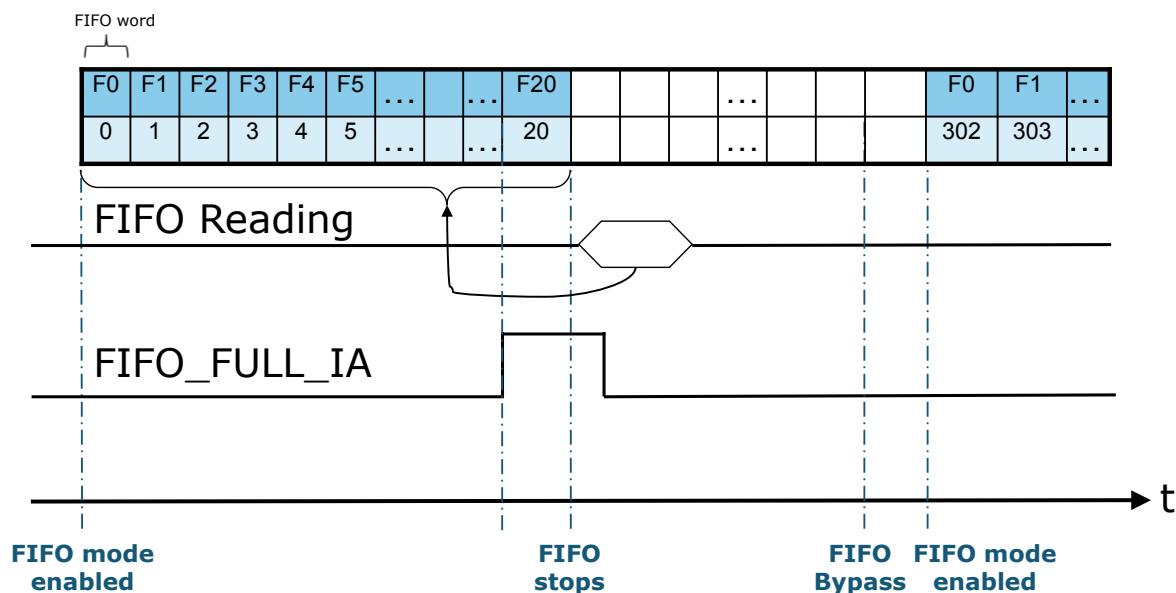 FIFO word
F0 F1 F2 F3 F4 F5 ... ... F20 ... F0 F1 ...
0 1 2 3 4 5 ... ... 20 ... 302 303 ...
FIFO Reading
FIFO_FULL_IA
t
FIFO mode
enabled
FIFO
stops
FIFO
Bypass
FIFO mode
enabled